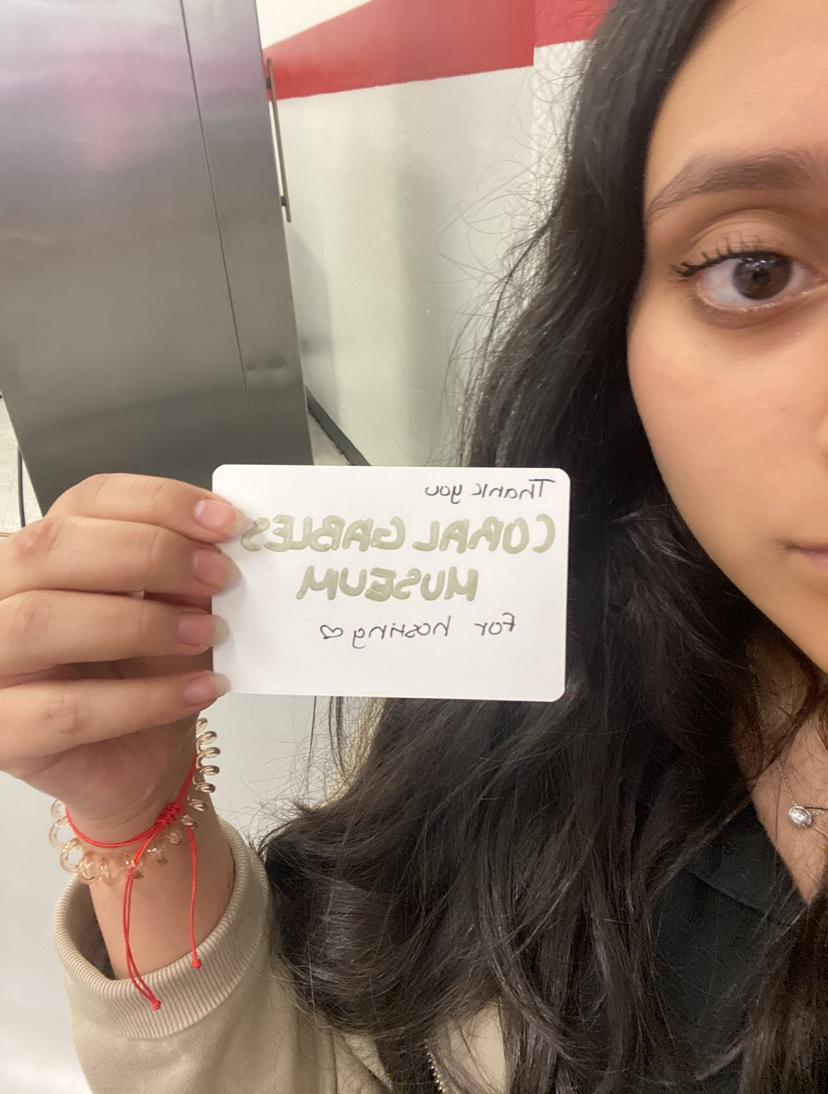 Thank you
CORAL GABLES
MUSEUM
For hosting ♡